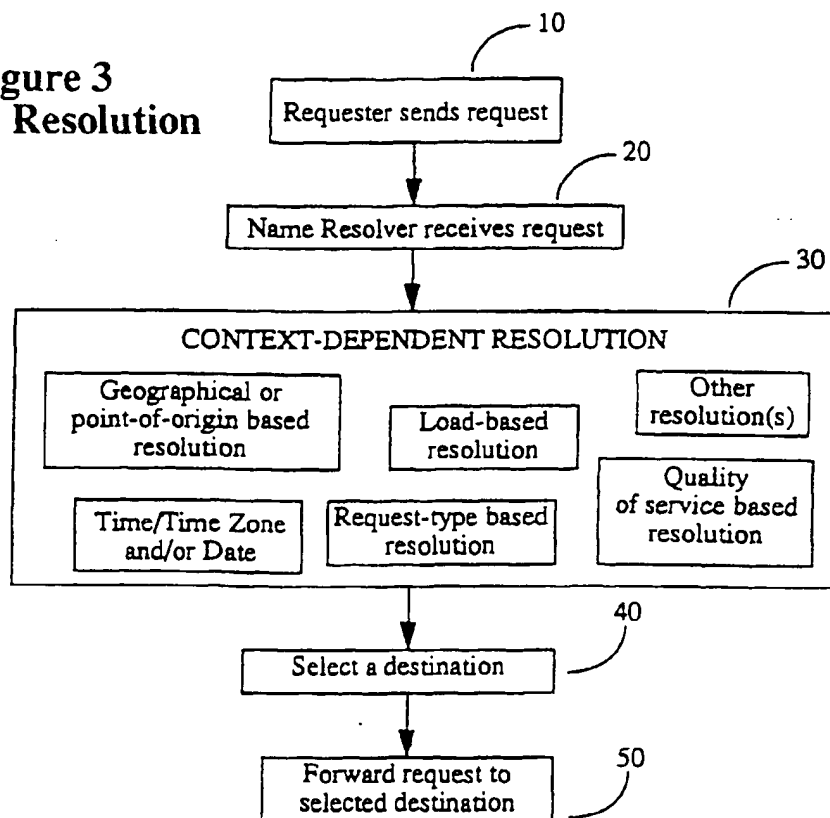 gure 3
Resolution
10
Requester sends request
20
Name Resolver receives request
30
CONTEXT-DEPENDENT RESOLUTION
Geographical or
point-of-origin based
resolution
Load-based
resolution
Other
resolution(s)
Time/Time Zone
and/or Date
Request-type based
resolution
Quality
of service based
resolution
40
Select a destination
50
Forward request to
selected destination